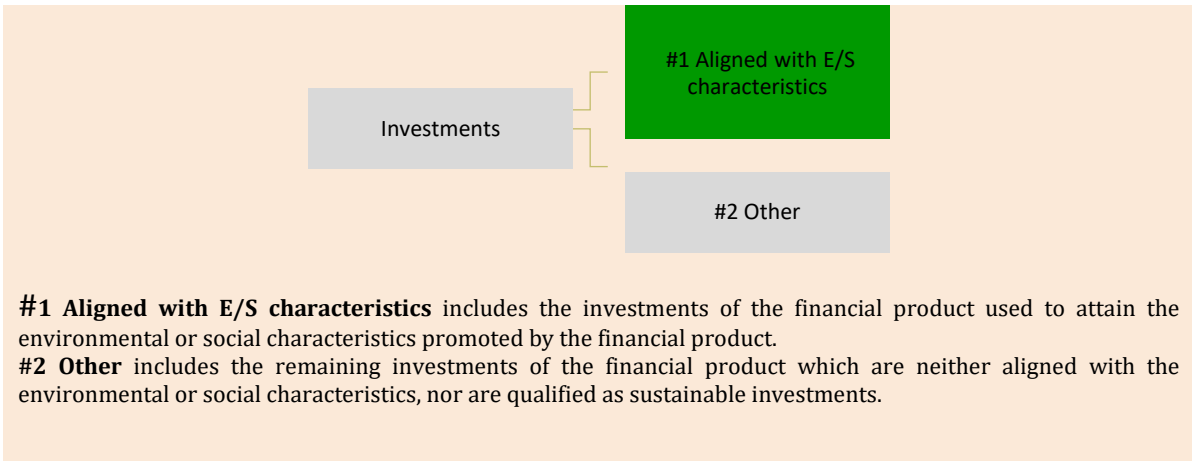 #1 Aligned with E/S
characteristics
Investments
#2 Other
#1 Aligned with E/S characteristics includes the investments of the financial product used to attain the
environmental or social characteristics promoted by the financial product.
#2 Other includes the remaining investments of the financial product which are neither aligned with the
environmental or social characteristics, nor are qualified as sustainable investments.